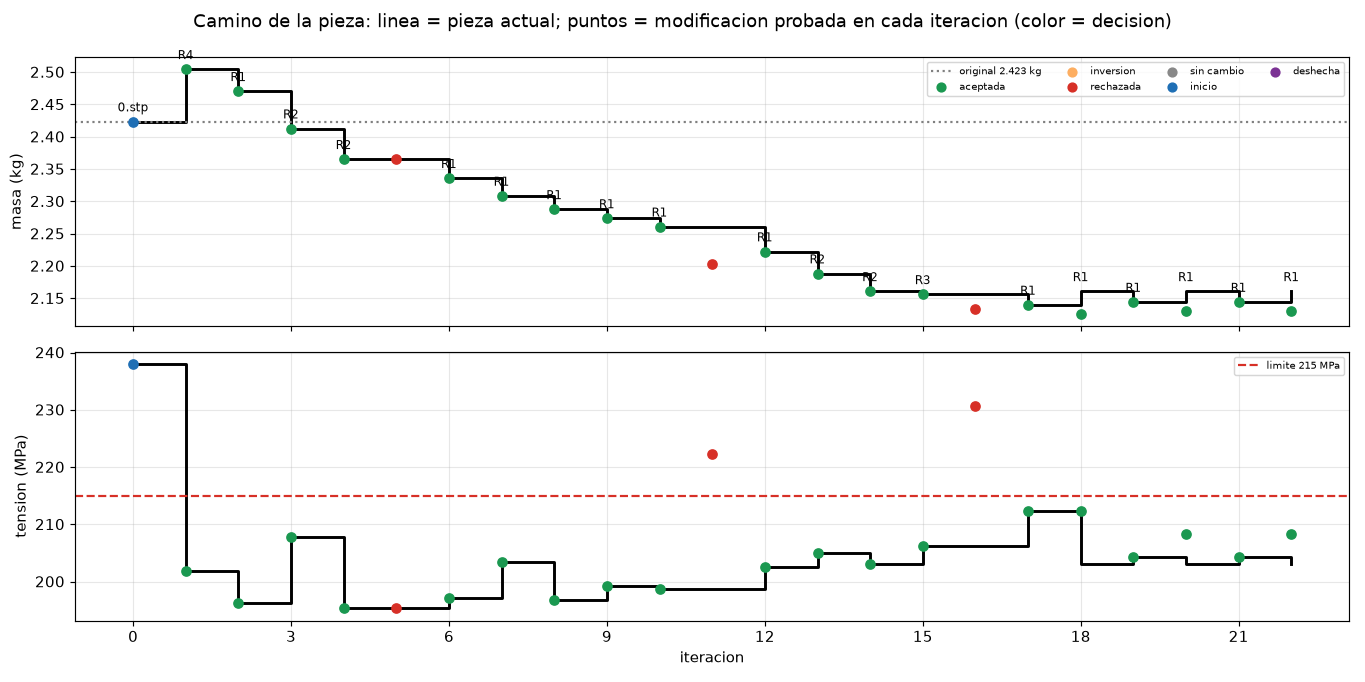 Camino de la pieza: linea = pieza actual; puntos = modificacion probada en cada iteracion (color = decision)
original 2.423 kg
inversion
sin cambio
deshecha
aceptada
rechazada
inicio
masa (kg)
2.50
2.45
2.40
2.35
2.30
2.25
2.20
2.15
0.stp
R4
R1
R2
R2
R1
R1
R1
R1
R1
R1
R2
R2
R3
R1
R1
R1
R1
R1
R1
limite 215 MPa
tension (MPa)
240
230
220
210
200
0
3
6
9
12
15
18
21
iteracion